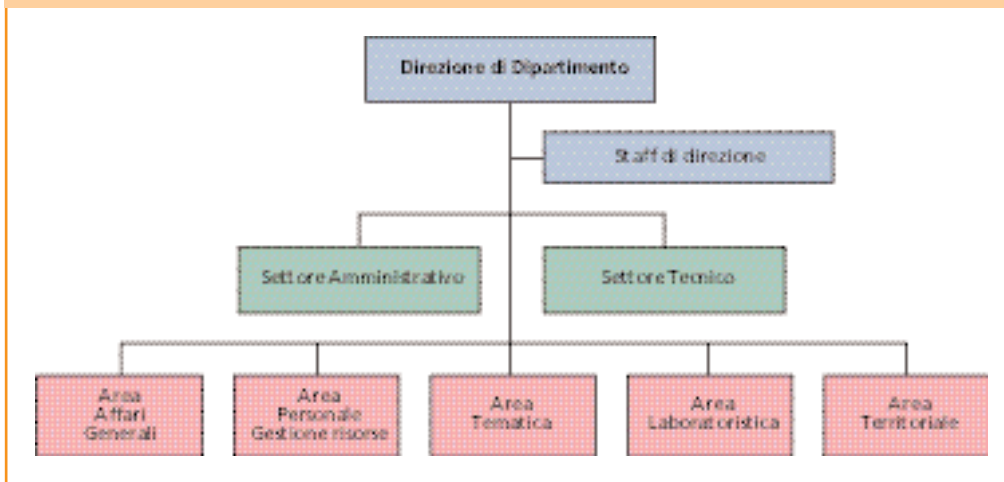 Direzione di Dipartimento
Staff di direzione
Settore Amministrativo
Settore Tecnico
Area
Affari
Generali
Area
Personale
Gestione risorse
Area
Tematica
Area
Laboratoristica
Area
Territoriale